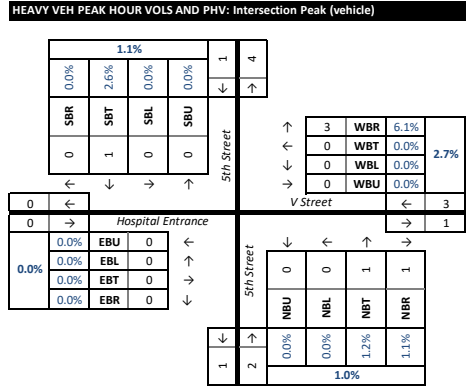 HEAVY VEH PEAK HOUR VOLS AND PHV: Intersection Peak (vehicle)
1.1%
1 4
0.0% 2.6% 0.0% 0.0%
↓ ↑
SBR SBT SBL SBU
0 1 0 0
5th Street
← ↓ → ↑
↑ 3 WBR 6.1%
← 0 WBT 0.0%
↓ 0 WBL 0.0%
→ 0 WBU 0.0%
2.7%
0 ←
V Street
← 3
0 →
Hospital Entrance
→ 1
0.0%
0.0% EBU 0 ←
0.0% EBL 0 ↑
0.0% EBT 0 →
0.0% EBR 0 ↓
5th Street
↓ ← ↑ →
0 0 1 1
NBU NBL NBT NBR
↓ ↑
0.0% 0.0% 1.2% 1.1%
1 2
1.0%